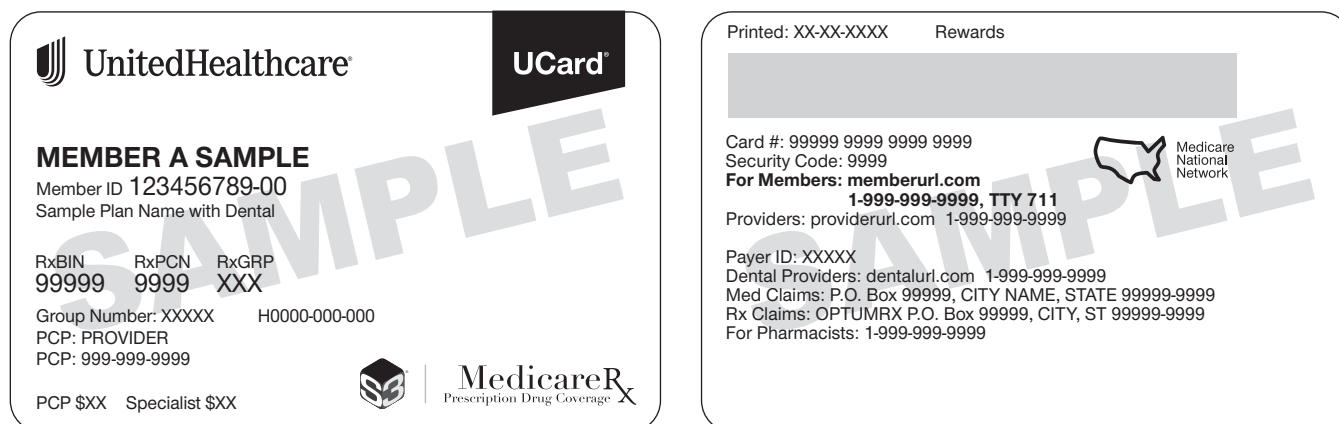 UnitedHealthcare®
UCard®
MEMBER A SAMPLE
Member ID 123456789-00
Sample Plan Name with Dental
RxBIN RxPCN RxGRP
99999 9999 XXX
Group Number: XXXXX H0000-000-000
PCP: PROVIDER
PCP: 999-999-9999
PCP $XX Specialist $XX
S3
MedicareRx
Prescription Drug Coverage
SAMPLE
Printed: XX-XX-XXXX Rewards
Card #: 99999 9999 9999 9999
Security Code: 9999
For Members: memberurl.com
1-999-999-9999, TTY 711
Providers: providerurl.com 1-999-999-9999
Medicare
National
Network
Payer ID: XXXXX
Dental Providers: dentalurl.com 1-999-999-9999
Med Claims: P.O. Box 99999, CITY NAME, STATE 99999-9999
Rx Claims: OPTUMRX P.O. Box 99999, CITY, ST 99999-9999
For Pharmacists: 1-999-999-9999
SAMPLE